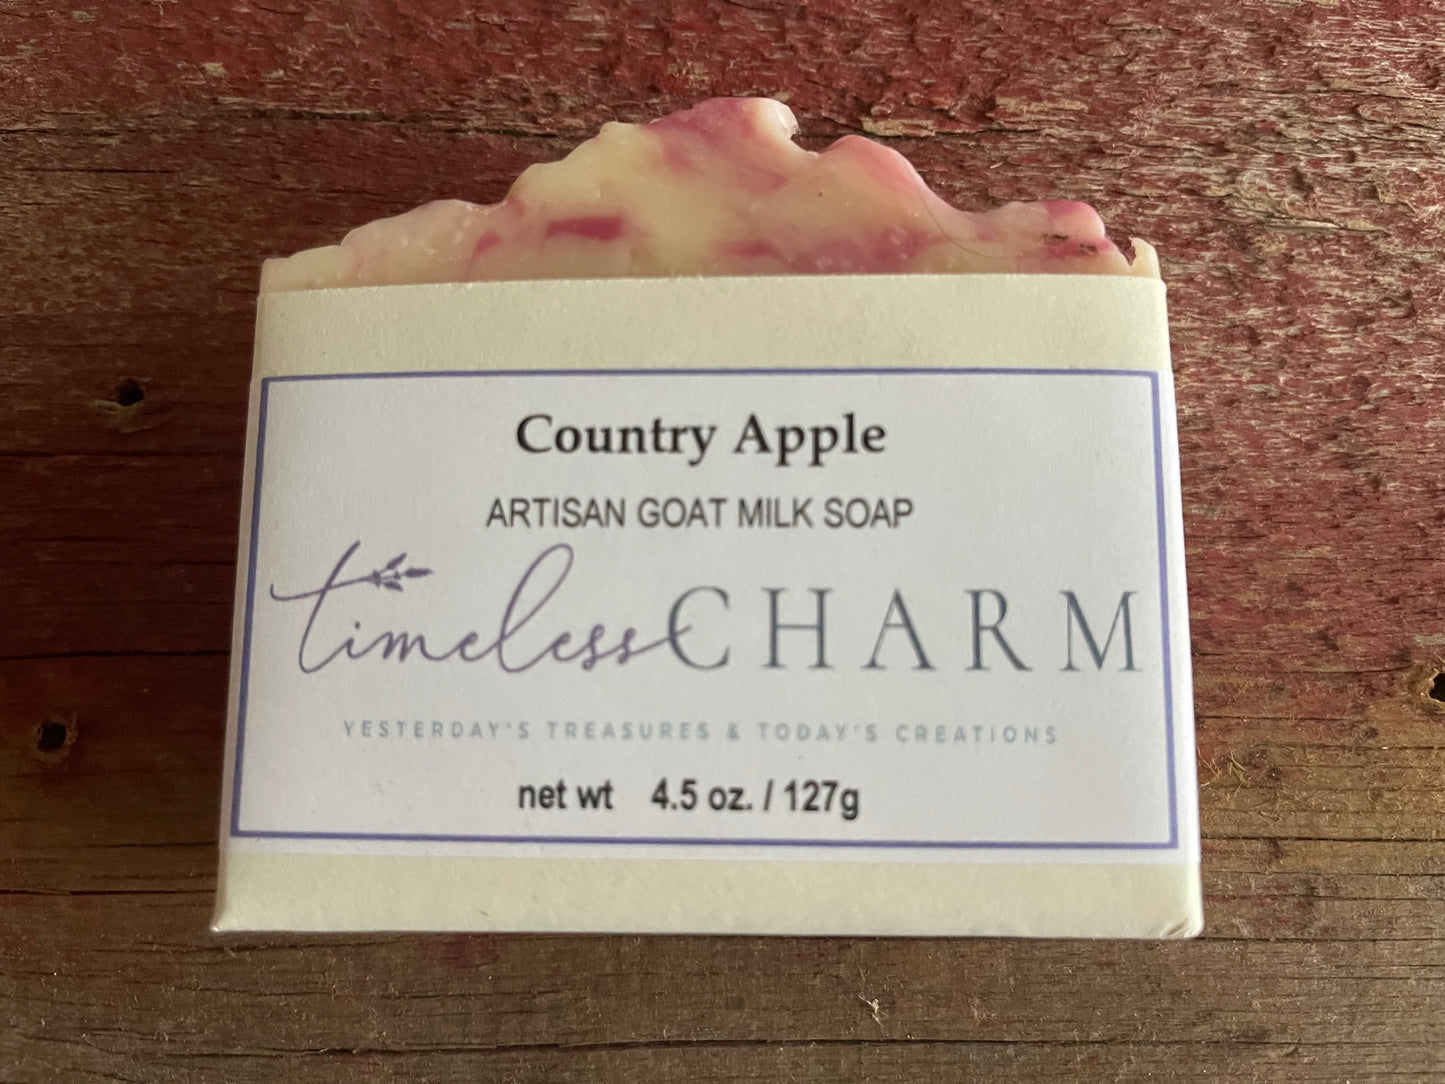 Country Apple
ARTISAN GOAT MILK SOAP
timeless CHARM
YESTERDAY'S TREASURES & TODAY'S CREATIONS
net wt 4.5 oz. / 127g